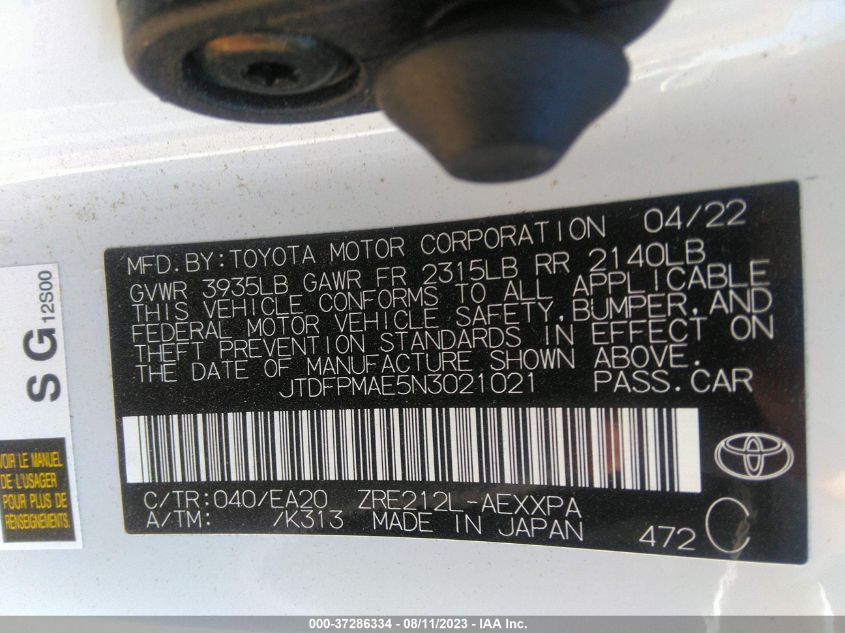 MFD.BY:TOYOTA MOTOR CORPORATION 04/22
GVWR 3935LB GAWR FR 2315LB RR 2140LB
THIS VEHICLE CONFORMS TO ALL APPLICABLE
FEDERAL MOTOR VEHICLE SAFETY,BUMPER,AND
THEFT PREVENTION STANDARDS IN EFFECT ON
THE DATE OF MANUFACTURE SHOWN ABOVE.
JTDFPMAE5N3021021 PASS.CAR
C/TR:040/EA20 ZRE212L-AEXXPA
A/TM: /K313 MADE IN JAPAN
472 C
SG12S00
VOIR LE MANUEL
DE L'USAGER
POUR PLUS DE
RENSEIGNEMENTS.
000-37286334 - 08/11/2023 - IAA Inc.